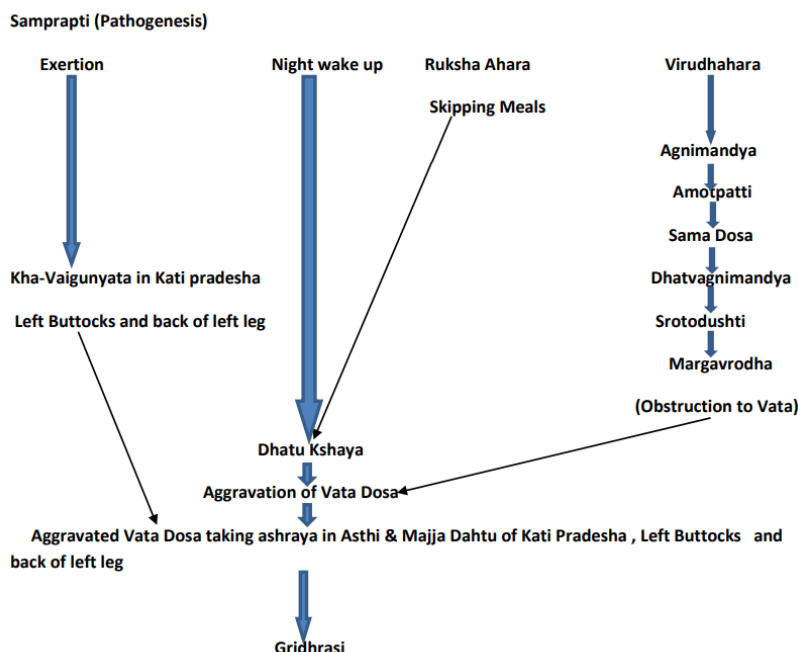 Samprapti (Pathogenesis)
Exertion
Night wake up
Ruksha Ahara
Virudhahara
Skipping Meals
Agnimandya
Amotpatti
Sama Dosa
Kha-Vaigunyata in Kati pradesha
Dhatvagnimandya
Left Buttocks and back of left leg
Srotodushti
Margavrodha
(Obstruction to Vata)
Dhatu Kshaya
Aggravation of Vata Dosa
Aggravated Vata Dosa taking ashraya in Asthi & Majja Dahtu of Kati Pradesha , Left Buttocks and
back of left leg
Gridhrasi